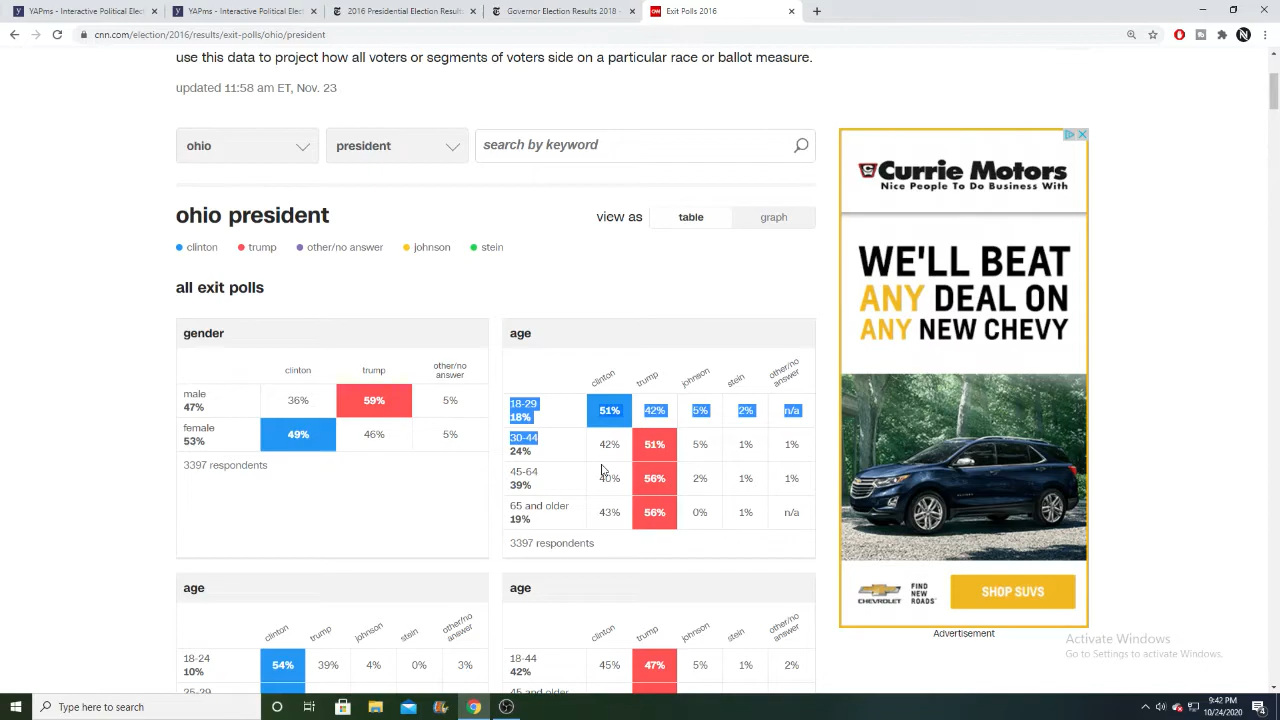 YAPms - Interactive Political Elec
YAPms - Interactive Political Elec
2016 Presidential Election Results
Governor Election Results 2018 -
CNN Exit Polls 2016
cnn.com/election/2016/results/exit-polls/ohio/president
use this data to project how all voters or segments of voters side on a particular race or ballot measure.
updated 11:58 am ET, Nov. 23
ohio president search by keyword
ohio president
view as table graph
clinton trump other/no answer johnson stein
all exit polls
gender
clinton trump other/no
answer
male
47% 36% 59% 5%
female
53% 49% 46% 5%
3397 respondents
age
clinton trump johnson stein other/no
answer
18-29
18% 51% 42% 5% 2% n/a
30-44
24% 42% 51% 5% 1% 1%
45-64
39% 40% 56% 2% 1% 1%
65 and older
19% 43% 56% 0% 1% n/a
3397 respondents
age
clinton trump johnson stein other/no
answer
18-24
10% 54% 39% 4% 0% 3%
25-29
age
clinton trump johnson stein other/no
answer
18-44
42% 45% 47% 5% 1% 2%
45 and older
Currie Motors
Nice People To Do Business With
WE'LL BEAT
ANY DEAL ON
ANY NEW CHEVY
CHEVROLET
FIND
NEW
ROADS
SHOP SUVS
Advertisement
Activate Windows
Go to Settings to activate Windows.
Type here to search
9:42 PM
10/24/2020